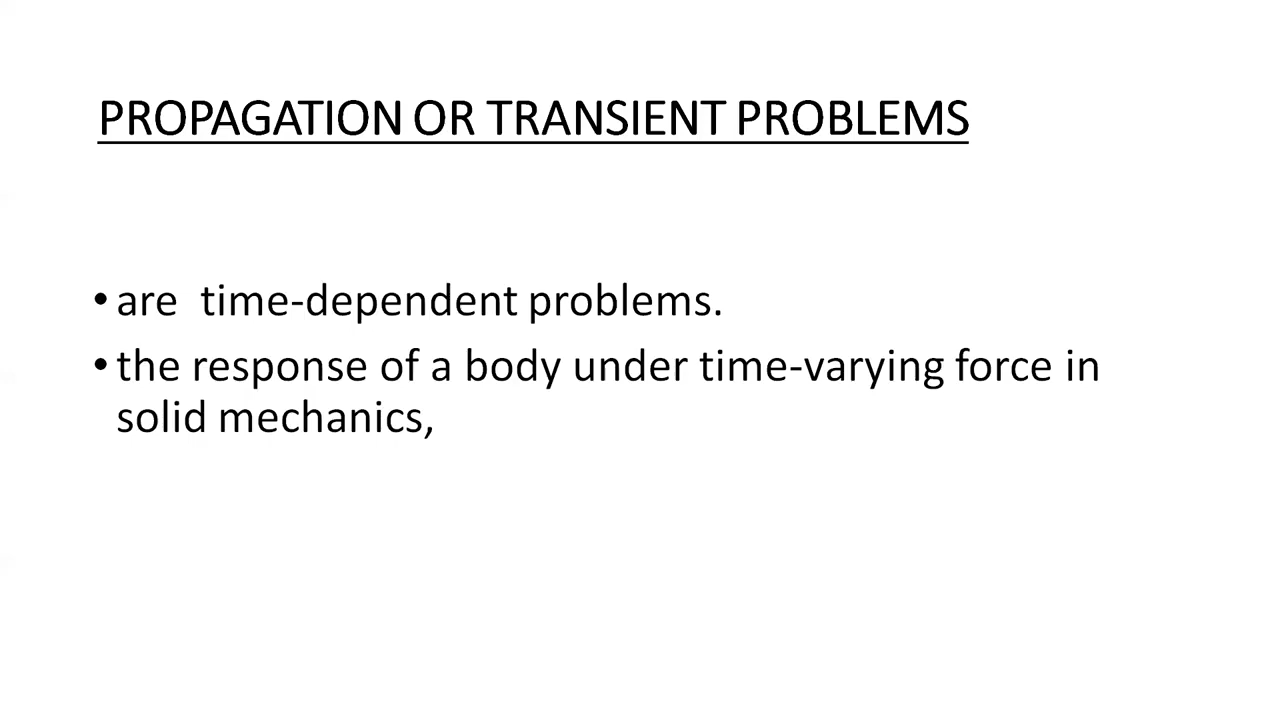 PROPAGATION OR TRANSIENT PROBLEMS
• are  time-dependent problems.
• the response of a body under time-varying force in
solid mechanics,